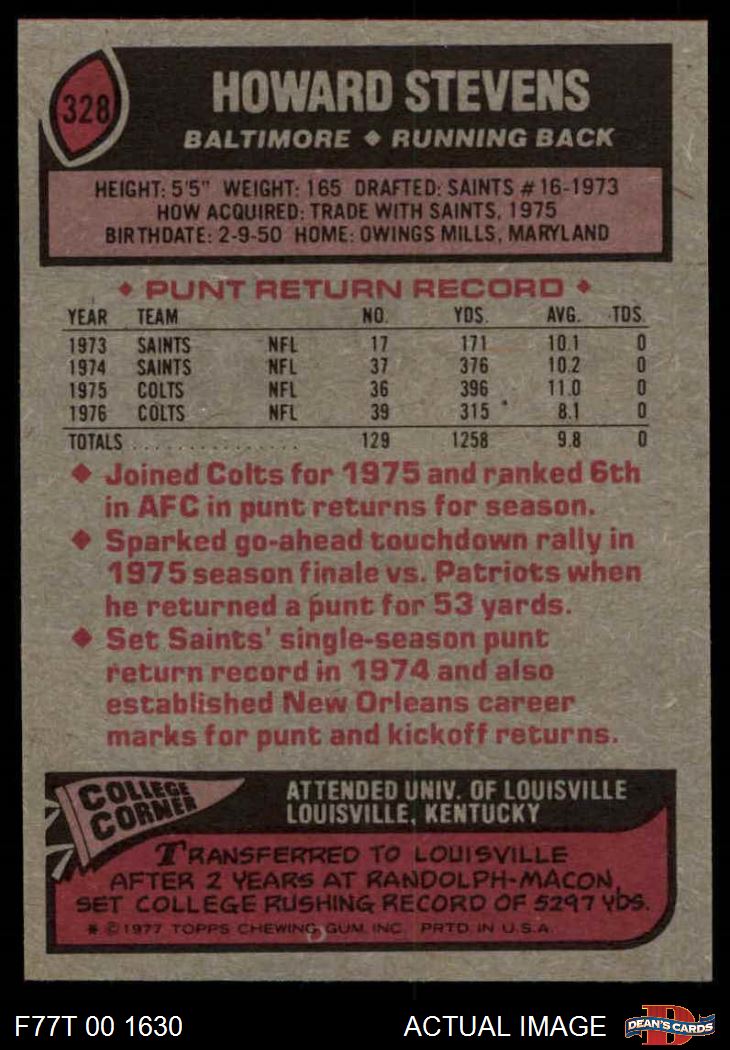 328
HOWARD STEVENS
BALTIMORE ◆ RUNNING BACK
HEIGHT: 5'5" WEIGHT: 165 DRAFTED: SAINTS #16-1973
HOW ACQUIRED: TRADE WITH SAINTS, 1975
BIRTHDATE: 2-9-50 HOME: OWINGS MILLS, MARYLAND
◆ PUNT RETURN RECORD ◆
YEAR TEAM NO. YDS. AVG. TDS.
1973 SAINTS NFL 17 171 10.1 0
1974 SAINTS NFL 37 376 10.2 0
1975 COLTS NFL 36 396 11.0 0
1976 COLTS NFL 39 315 8.1 0
TOTALS ................ 129 1258 9.8 0
◆ Joined Colts for 1975 and ranked 6th
in AFC in punt returns for season.
◆ Sparked go-ahead touchdown rally in
1975 season finale vs. Patriots when
he returned a punt for 53 yards.
◆ Set Saints' single-season punt
return record in 1974 and also
established New Orleans career
marks for punt and kickoff returns.
COLLEGE
CORNER
ATTENDED UNIV. OF LOUISVILLE
LOUISVILLE, KENTUCKY
TRANSFERRED TO LOUISVILLE
AFTER 2 YEARS AT RANDOLPH-MACON,
SET COLLEGE RUSHING RECORD OF 5297 YDS.
* © 1977 TOPPS CHEWING GUM, INC. PRTD. IN U.S.A.
F77T 00 1630
ACTUAL IMAGE
D
DEAN'S CARDS